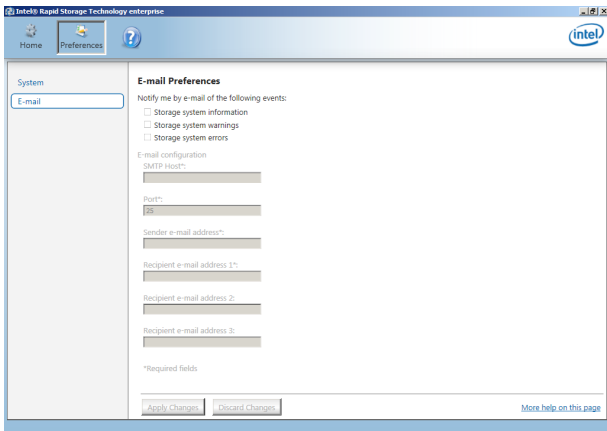 Intel® Rapid Storage Technology enterprise
Home
Preferences
?
intel
System
E-mail
E-mail Preferences
Notify me by e-mail of the following events:
Storage system information
Storage system warnings
Storage system errors
E-mail configuration
SMTP Host*:
Port*:
25
Sender e-mail address*:
Recipient e-mail address 1*:
Recipient e-mail address 2:
Recipient e-mail address 3:
*Required fields
Apply Changes
Discard Changes
More help on this page